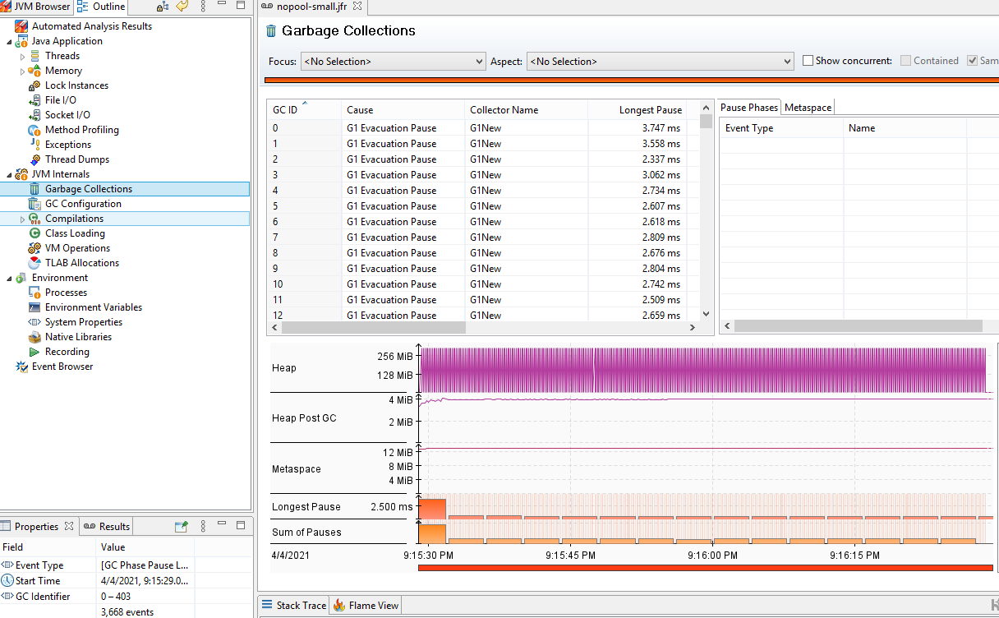 JVM Browser
Outline
Automated Analysis Results
Java Application
Threads
Memory
Lock Instances
File I/O
Socket I/O
Method Profiling
Exceptions
Thread Dumps
JVM Internals
Garbage Collections
GC Configuration
Compilations
Class Loading
VM Operations
TLAB Allocations
Environment
Processes
Environment Variables
System Properties
Native Libraries
Recording
Event Browser
Properties
Results
Field Value
Event Type [GC Phase Pause L...
Start Time 4/4/2021, 9:15:29.0...
GC Identifier 0 – 403
3,668 events
nopool-small.jfr
Garbage Collections
Focus: <No Selection> Aspect: <No Selection> Show concurrent: Contained Sam
GC ID Cause Collector Name Longest Pause
0 G1 Evacuation Pause G1New 3.747 ms
1 G1 Evacuation Pause G1New 3.558 ms
2 G1 Evacuation Pause G1New 2.337 ms
3 G1 Evacuation Pause G1New 3.062 ms
4 G1 Evacuation Pause G1New 2.734 ms
5 G1 Evacuation Pause G1New 2.607 ms
6 G1 Evacuation Pause G1New 2.618 ms
7 G1 Evacuation Pause G1New 2.809 ms
8 G1 Evacuation Pause G1New 2.676 ms
9 G1 Evacuation Pause G1New 2.804 ms
10 G1 Evacuation Pause G1New 2.742 ms
11 G1 Evacuation Pause G1New 2.509 ms
12 G1 Evacuation Pause G1New 2.659 ms
Pause Phases Metaspace
Event Type Name
256 MiB
Heap
128 MiB
4 MiB
Heap Post GC
2 MiB
12 MiB
Metaspace
8 MiB
4 MiB
Longest Pause 2.500 ms
Sum of Pauses
4/4/2021 9:15:30 PM 9:15:45 PM 9:16:00 PM 9:16:15 PM
Stack Trace
Flame View